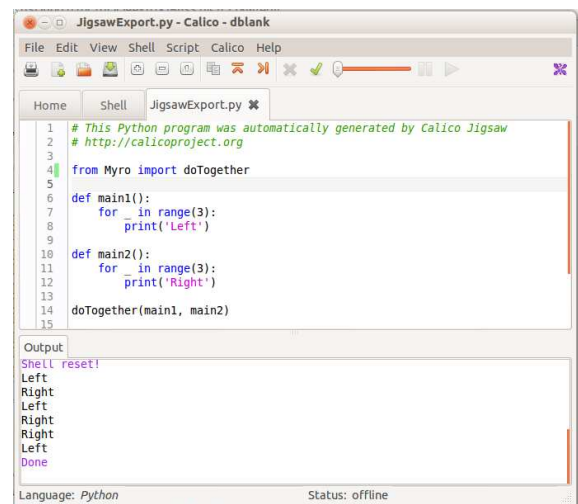 JigsawExport.py - Calico - dblank
File Edit View Shell Script Calico Help
Home Shell JigsawExport.py
1 # This Python program was automatically generated by Calico Jigsaw
2 # http://calicoproject.org
3
4 from Myro import doTogether
5
6 def main1():
7 for _ in range(3):
8 print('Left')
9
10 def main2():
11 for _ in range(3):
12 print('Right')
13
14 doTogether(main1, main2)
15
Output
Shell reset!
Left
Right
Left
Right
Right
Left
Done
Language: Python Status: offline